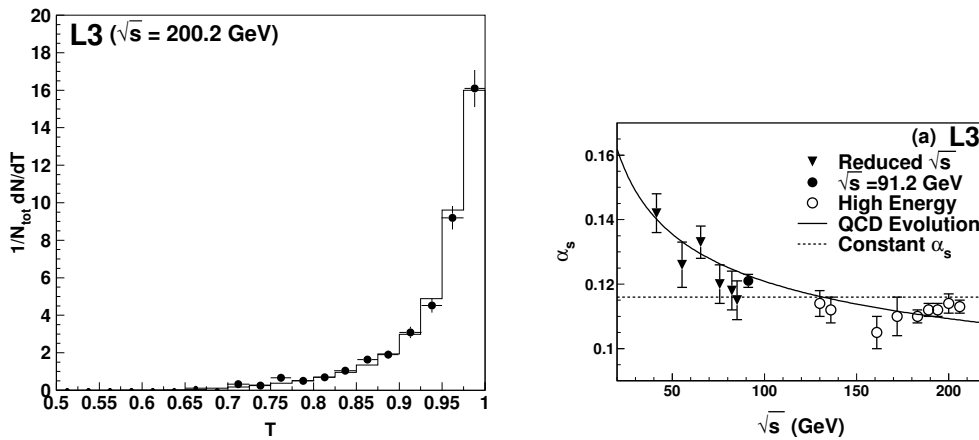 L3 (√s = 200.2 GeV)
20
18
16
14
12
10
8
6
4
2
0
1/N_tot dN/dT
0.5 0.55 0.6 0.65 0.7 0.75 0.8 0.85 0.9 0.95 1
T
(a) L3
Reduced √s
√s =91.2 GeV
High Energy
QCD Evolution
Constant α_s
0.16
0.14
0.12
0.1
α_s
50 100 150 200
√s (GeV)